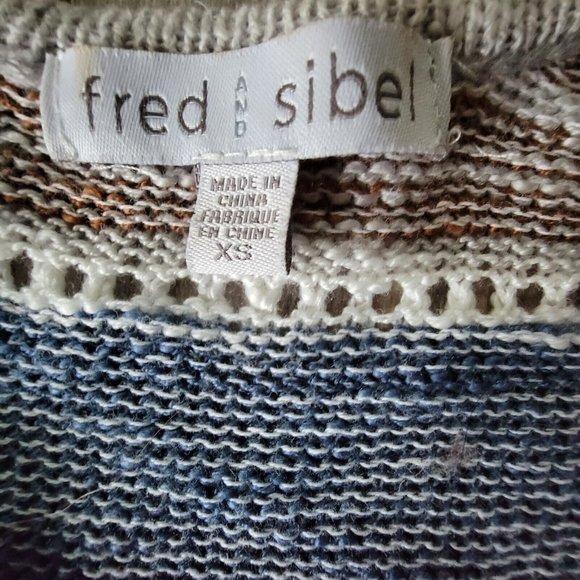 fred AND sibel
MADE IN
CHINA
FABRIQUE
EN CHINE
XS